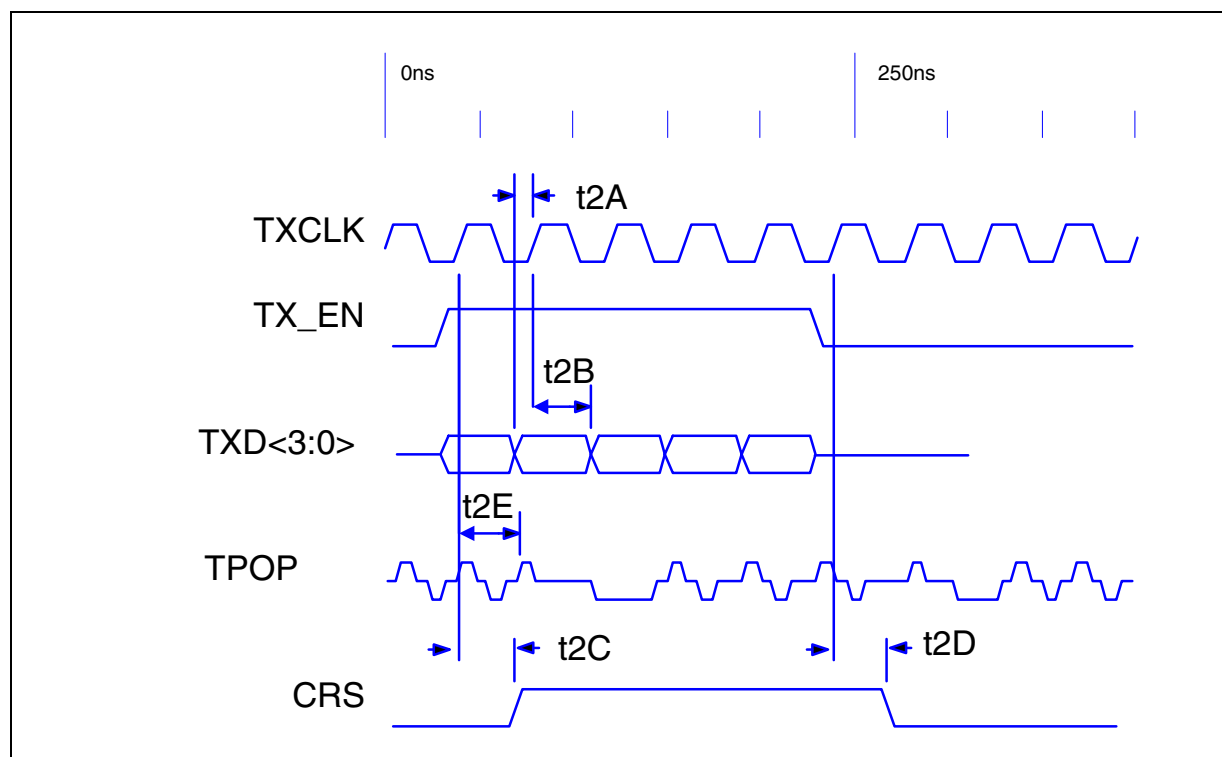 0ns
250ns
t2A
TXCLK
TX_EN
t2B
TXD<3:0>
t2E
TPOP
t2C
t2D
CRS